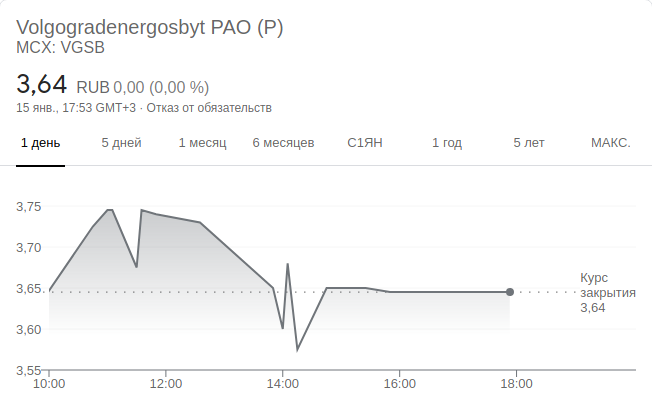 Volgogradenergosbyt PAO (P)
MCX: VGSB
3,64 RUB 0,00 (0,00 %)
15 янв., 17:53 GMT+3 · Отказ от обязательств
1 день 5 дней 1 месяц 6 месяцев С1ЯН 1 год 5 лет МАКС.
3,75
3,70
3,65
3,60
3,55
Курс
закрытия
3,64
10:00 12:00 14:00 16:00 18:00